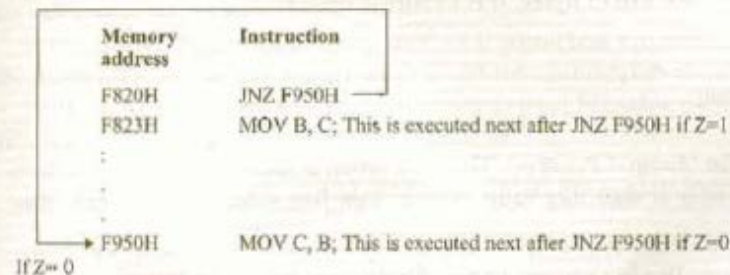 Memory address Instruction
F820H JNZ F950H
F823H MOV B, C; This is executed next after JNZ F950H if Z=1
:
.
.
F950H MOV C, B; This is executed next after JNZ F950H if Z=0
If Z= 0